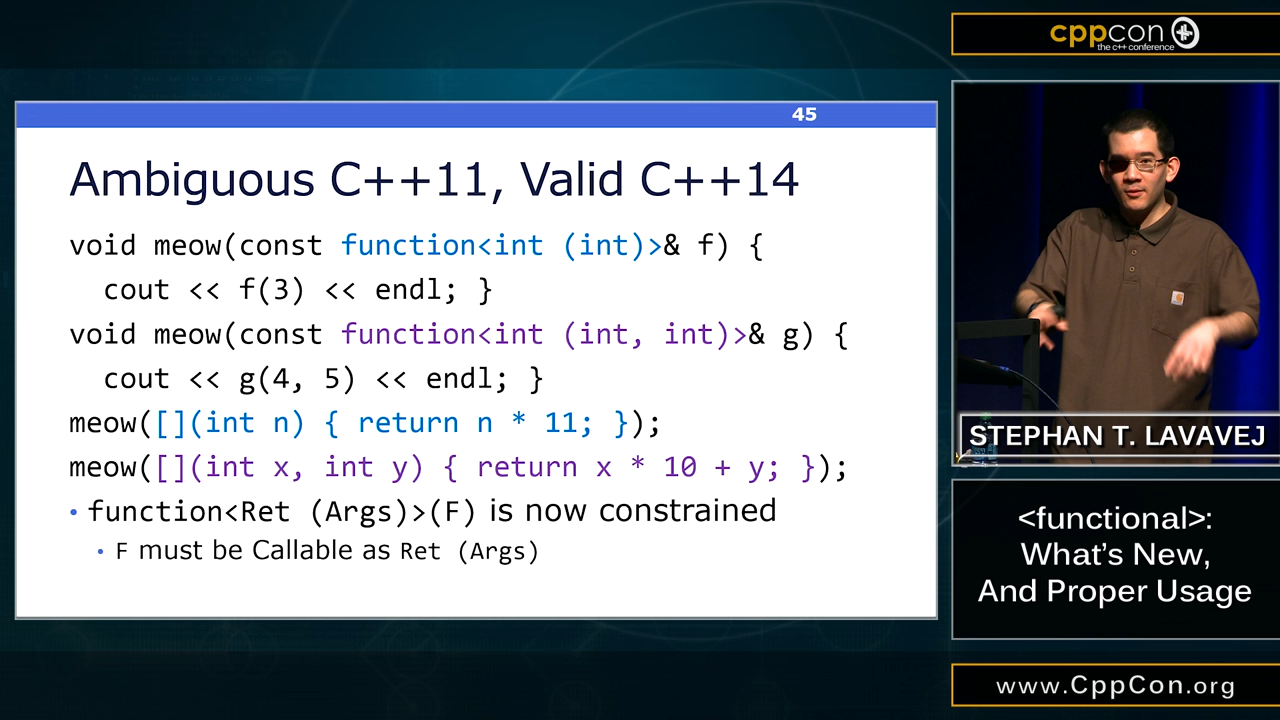 45
Ambiguous C++11, Valid C++14
void meow(const function<int (int)>& f) {
cout << f(3) << endl; }
void meow(const function<int (int, int)>& g) {
cout << g(4, 5) << endl; }
meow([](int n) { return n * 11; });
meow([](int x, int y) { return x * 10 + y; });
• function<Ret (Args)>(F) is now constrained
• F must be Callable as Ret (Args)
cppcon
the c++ conference
STEPHAN T. LAVAVEJ
<functional>:
What's New,
And Proper Usage
www.CppCon.org